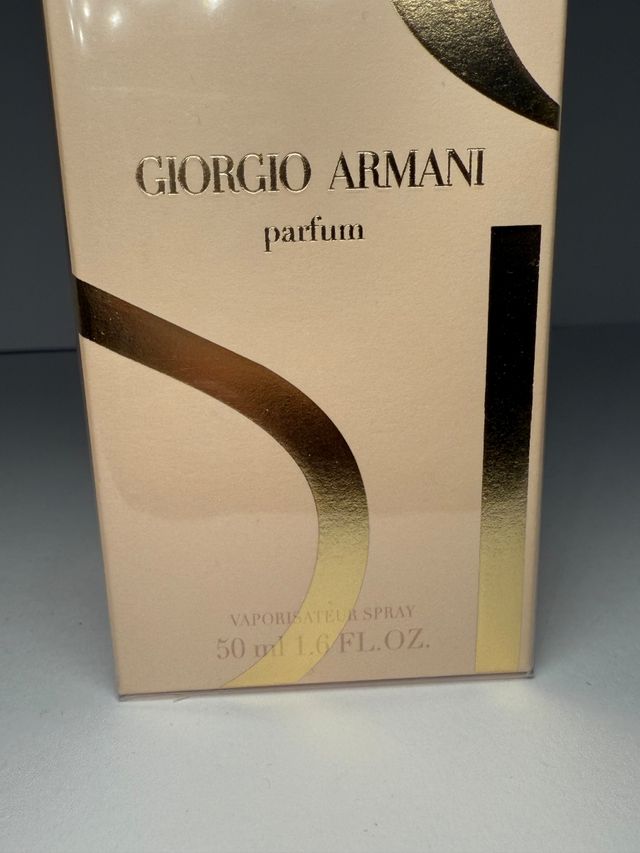 GIORGIO ARMANI
parfum
VAPORISATEUR SPRAY
50 ml 1.6 FL.OZ.